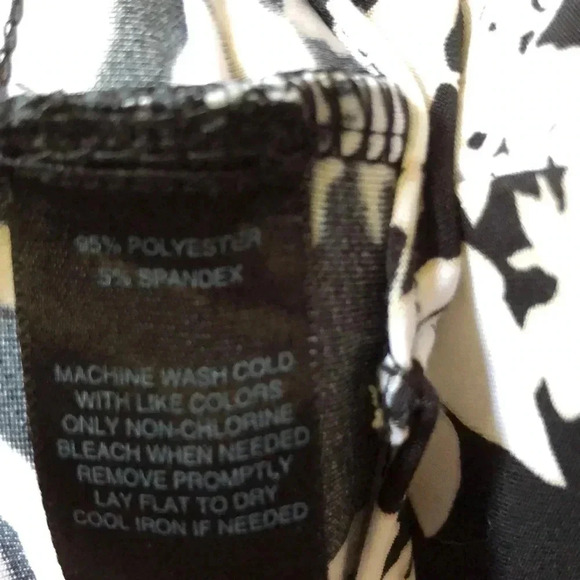 95% POLYESTER
5% SPANDEX
MACHINE WASH COLD
WITH LIKE COLORS
ONLY NON-CHLORINE
BLEACH WHEN NEEDED
REMOVE PROMPTLY
LAY FLAT TO DRY
COOL IRON IF NEEDED